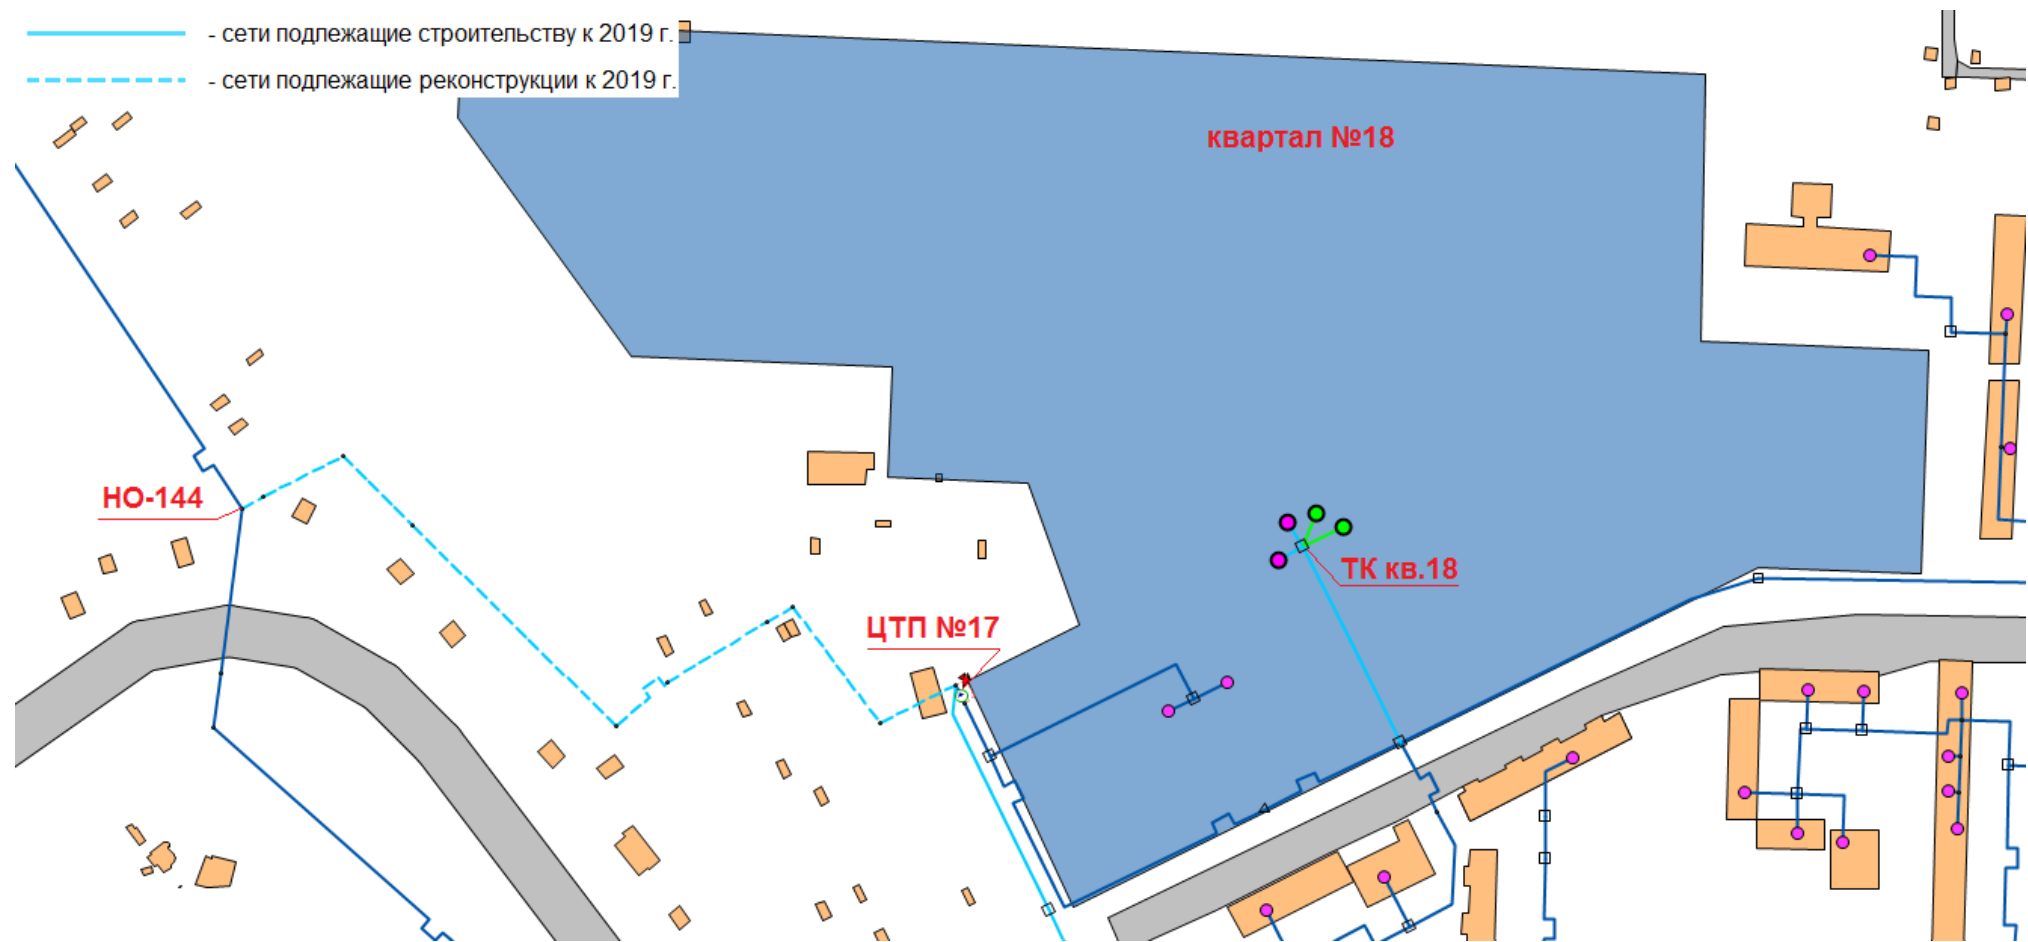 - сети подлежащие строительству к 2019 г.
- сети подлежащие реконструкции к 2019 г.
квартал №18
НО-144
ТК кв.18
ЦТП №17